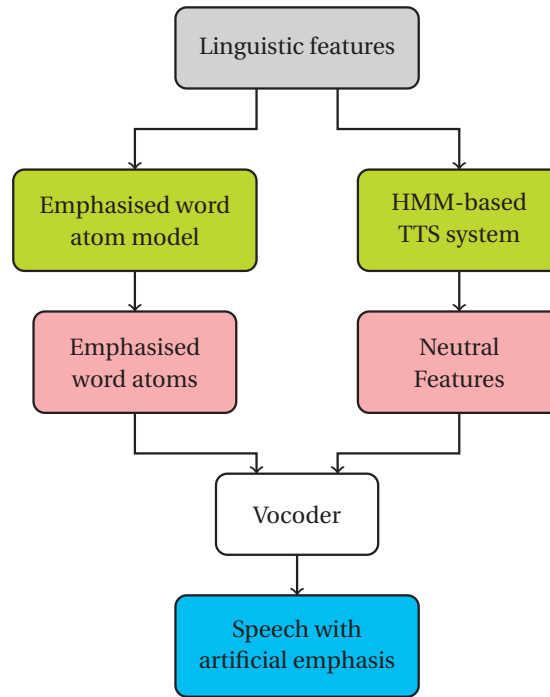 Linguistic features
Emphasised word
atom model
HMM-based
TTS system
Emphasised
word atoms
Neutral
Features
Vocoder
Speech with
artificial emphasis